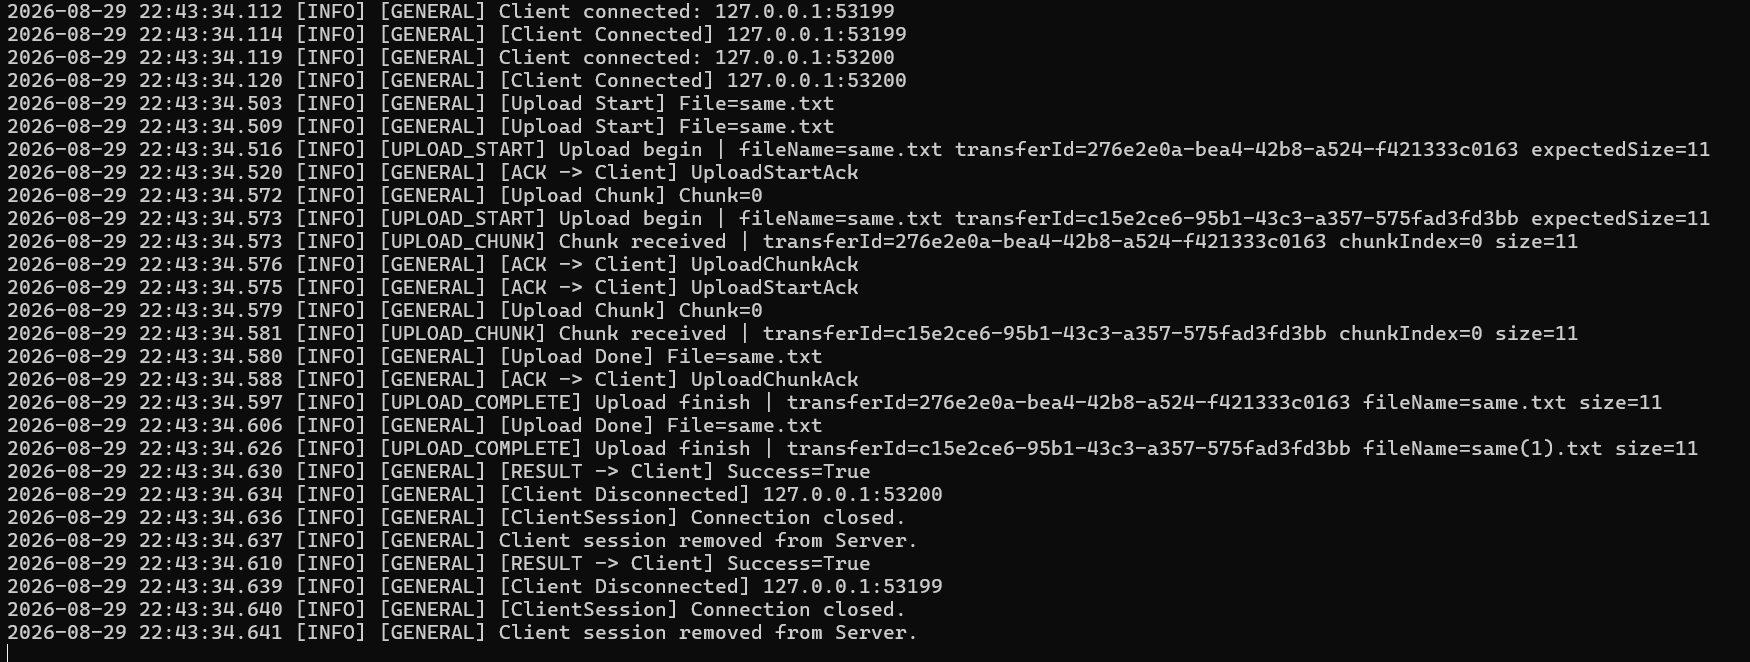 2026-08-29 22:43:34.112 [INFO] [GENERAL] Client connected: 127.0.0.1:53199
2026-08-29 22:43:34.114 [INFO] [GENERAL] [Client Connected] 127.0.0.1:53199
2026-08-29 22:43:34.119 [INFO] [GENERAL] Client connected: 127.0.0.1:53200
2026-08-29 22:43:34.120 [INFO] [GENERAL] [Client Connected] 127.0.0.1:53200
2026-08-29 22:43:34.503 [INFO] [GENERAL] [Upload Start] File=same.txt
2026-08-29 22:43:34.509 [INFO] [GENERAL] [Upload Start] File=same.txt
2026-08-29 22:43:34.516 [INFO] [UPLOAD_START] Upload begin | fileName=same.txt transferId=276e2e0a-bea4-42b8-a524-f421333c0163 expectedSize=11
2026-08-29 22:43:34.520 [INFO] [GENERAL] [ACK -> Client] UploadStartAck
2026-08-29 22:43:34.572 [INFO] [GENERAL] [Upload Chunk] Chunk=0
2026-08-29 22:43:34.573 [INFO] [UPLOAD_START] Upload begin | fileName=same.txt transferId=c15e2ce6-95b1-43c3-a357-575fad3fd3bb expectedSize=11
2026-08-29 22:43:34.573 [INFO] [UPLOAD_CHUNK] Chunk received | transferId=276e2e0a-bea4-42b8-a524-f421333c0163 chunkIndex=0 size=11
2026-08-29 22:43:34.576 [INFO] [GENERAL] [ACK -> Client] UploadChunkAck
2026-08-29 22:43:34.575 [INFO] [GENERAL] [ACK -> Client] UploadStartAck
2026-08-29 22:43:34.579 [INFO] [GENERAL] [Upload Chunk] Chunk=0
2026-08-29 22:43:34.581 [INFO] [UPLOAD_CHUNK] Chunk received | transferId=c15e2ce6-95b1-43c3-a357-575fad3fd3bb chunkIndex=0 size=11
2026-08-29 22:43:34.580 [INFO] [GENERAL] [Upload Done] File=same.txt
2026-08-29 22:43:34.588 [INFO] [GENERAL] [ACK -> Client] UploadChunkAck
2026-08-29 22:43:34.597 [INFO] [UPLOAD_COMPLETE] Upload finish | transferId=276e2e0a-bea4-42b8-a524-f421333c0163 fileName=same.txt size=11
2026-08-29 22:43:34.606 [INFO] [GENERAL] [Upload Done] File=same.txt
2026-08-29 22:43:34.626 [INFO] [UPLOAD_COMPLETE] Upload finish | transferId=c15e2ce6-95b1-43c3-a357-575fad3fd3bb fileName=same(1).txt size=11
2026-08-29 22:43:34.630 [INFO] [GENERAL] [RESULT -> Client] Success=True
2026-08-29 22:43:34.634 [INFO] [GENERAL] [Client Disconnected] 127.0.0.1:53200
2026-08-29 22:43:34.636 [INFO] [GENERAL] [ClientSession] Connection closed.
2026-08-29 22:43:34.637 [INFO] [GENERAL] Client session removed from Server.
2026-08-29 22:43:34.610 [INFO] [GENERAL] [RESULT -> Client] Success=True
2026-08-29 22:43:34.639 [INFO] [GENERAL] [Client Disconnected] 127.0.0.1:53199
2026-08-29 22:43:34.640 [INFO] [GENERAL] [ClientSession] Connection closed.
2026-08-29 22:43:34.641 [INFO] [GENERAL] Client session removed from Server.